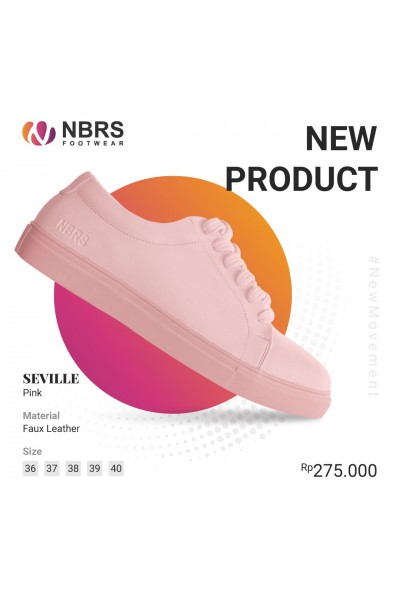 NBRS
FOOTWEAR
NEW
PRODUCT
NBRS
#NewMovement
SEVILLE
Pink
Material
Faux Leather
Size
36 37 38 39 40
Rp275.000